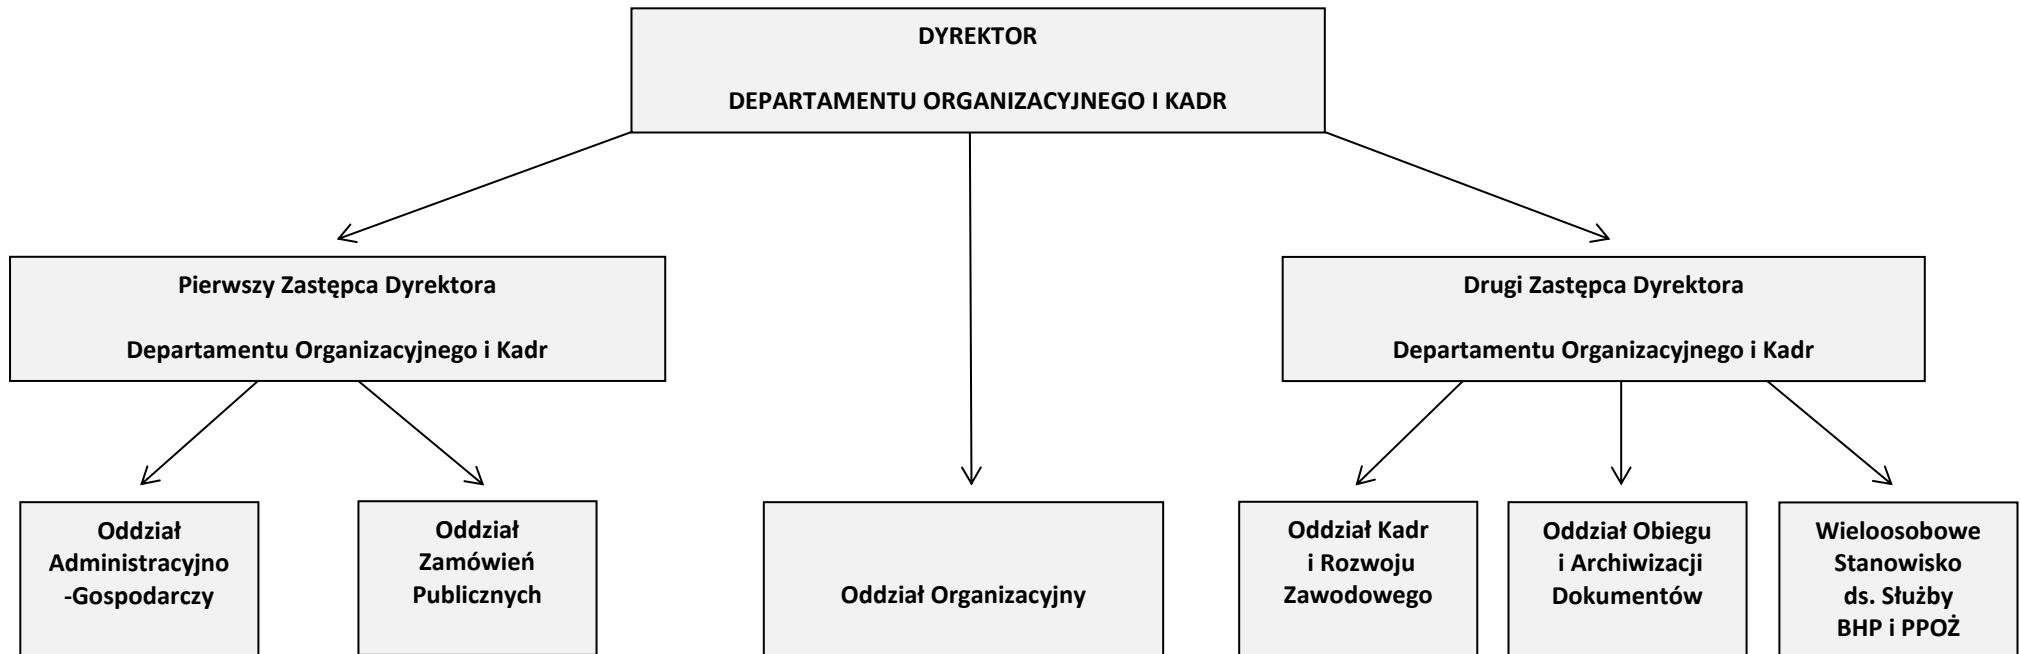 DYREKTOR
DEPARTAMENTU ORGANIZACYJNEGO I KADR
Pierwszy Zastępca Dyrektora
Departamentu Organizacyjnego i Kadr
Drugi Zastępca Dyrektora
Departamentu Organizacyjnego i Kadr
Oddział
Administracyjno
-Gospodarczy
Oddział
Zamówień
Publicznych
Oddział Organizacyjny
Oddział Kadr
i Rozwoju
Zawodowego
Oddział Obiegu
i Archiwizacji
Dokumentów
Wieloosobowe
Stanowisko
ds. Służby
BHP i PPOŻ